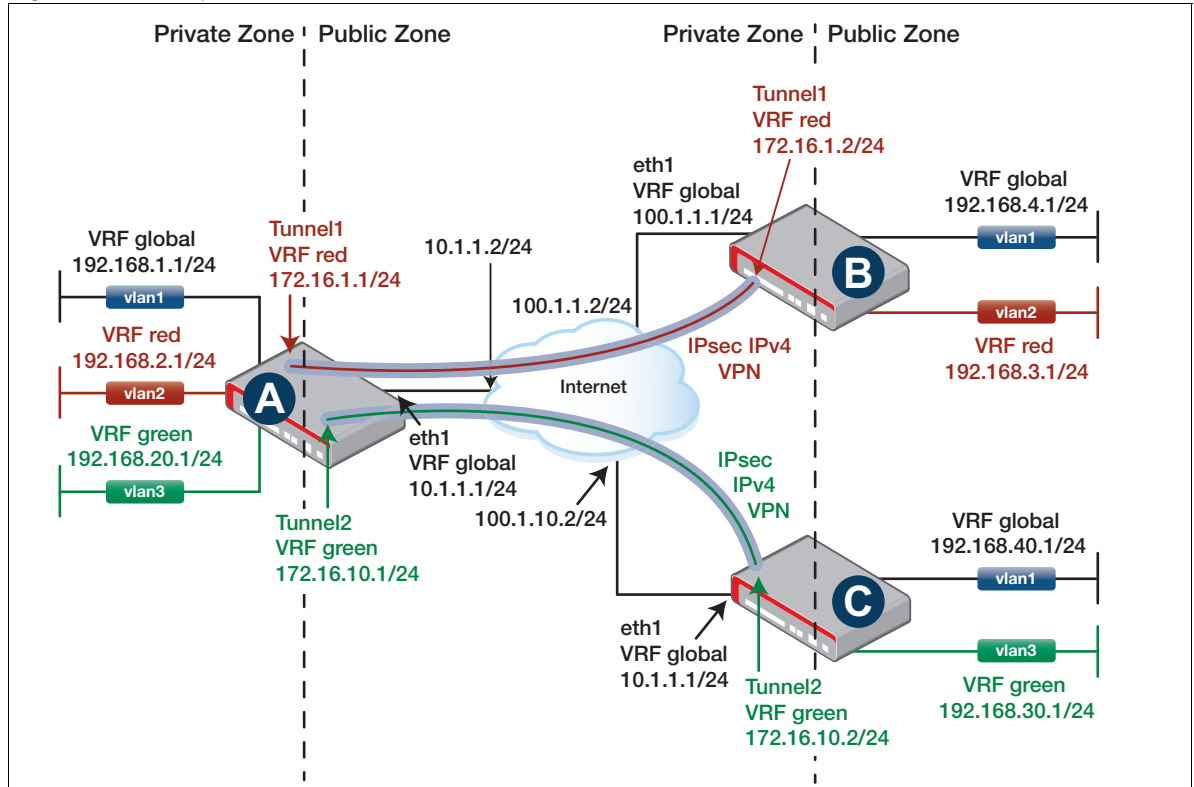 Private Zone
Public Zone
Private Zone
Public Zone
Tunnel1
VRF red
172.16.1.2/24
eth1
VRF global
100.1.1.1/24
VRF global
192.168.4.1/24
vlan1
B
vlan2
VRF red
192.168.3.1/24
Tunnel1
VRF red
172.16.1.1/24
10.1.1.2/24
100.1.1.2/24
VRF global
192.168.1.1/24
vlan1
VRF red
192.168.2.1/24
vlan2
VRF green
192.168.20.1/24
vlan3
A
IPsec IPv4
VPN
Internet
eth1
VRF global
10.1.1.1/24
Tunnel2
VRF green
172.16.10.1/24
100.1.10.2/24
IPsec
IPv4
VPN
VRF global
192.168.40.1/24
vlan1
C
eth1
VRF global
10.1.1.1/24
Tunnel2
VRF green
172.16.10.2/24
vlan3
VRF green
192.168.30.1/24